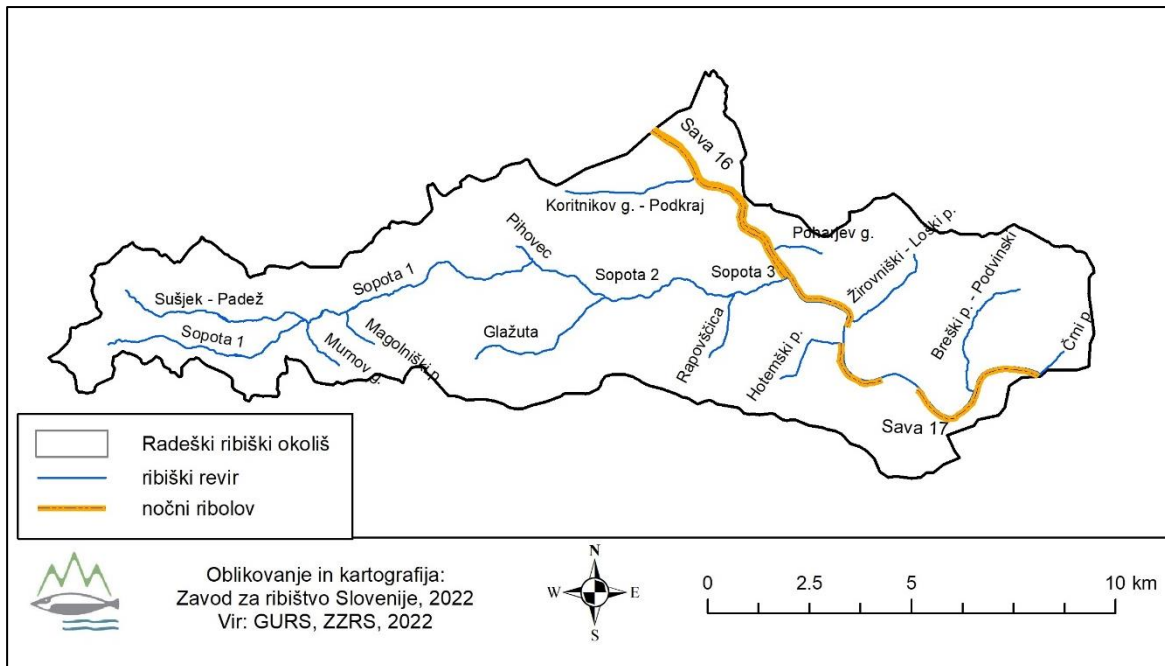 Sava 16
Koritnikov g. - Podkraj
Poharjev g.
Žirovniški - Loški p.
Pihovec
Sopota 1
Sopota 2
Sopota 3
Breški p. - Podvinski
Sušjek - Padež
Sopota 1
Magolniški p.
Murnov g.
Glažuta
Rapovščica
Hotemški p.
Črni p.
Sava 17
Radeški ribiški okoliš
ribiški revir
nočni ribolov
Oblikovanje in kartografija:
Zavod za ribištvo Slovenije, 2022
Vir: GURS, ZZRS, 2022
N
W E
S
0 2.5 5 10 km